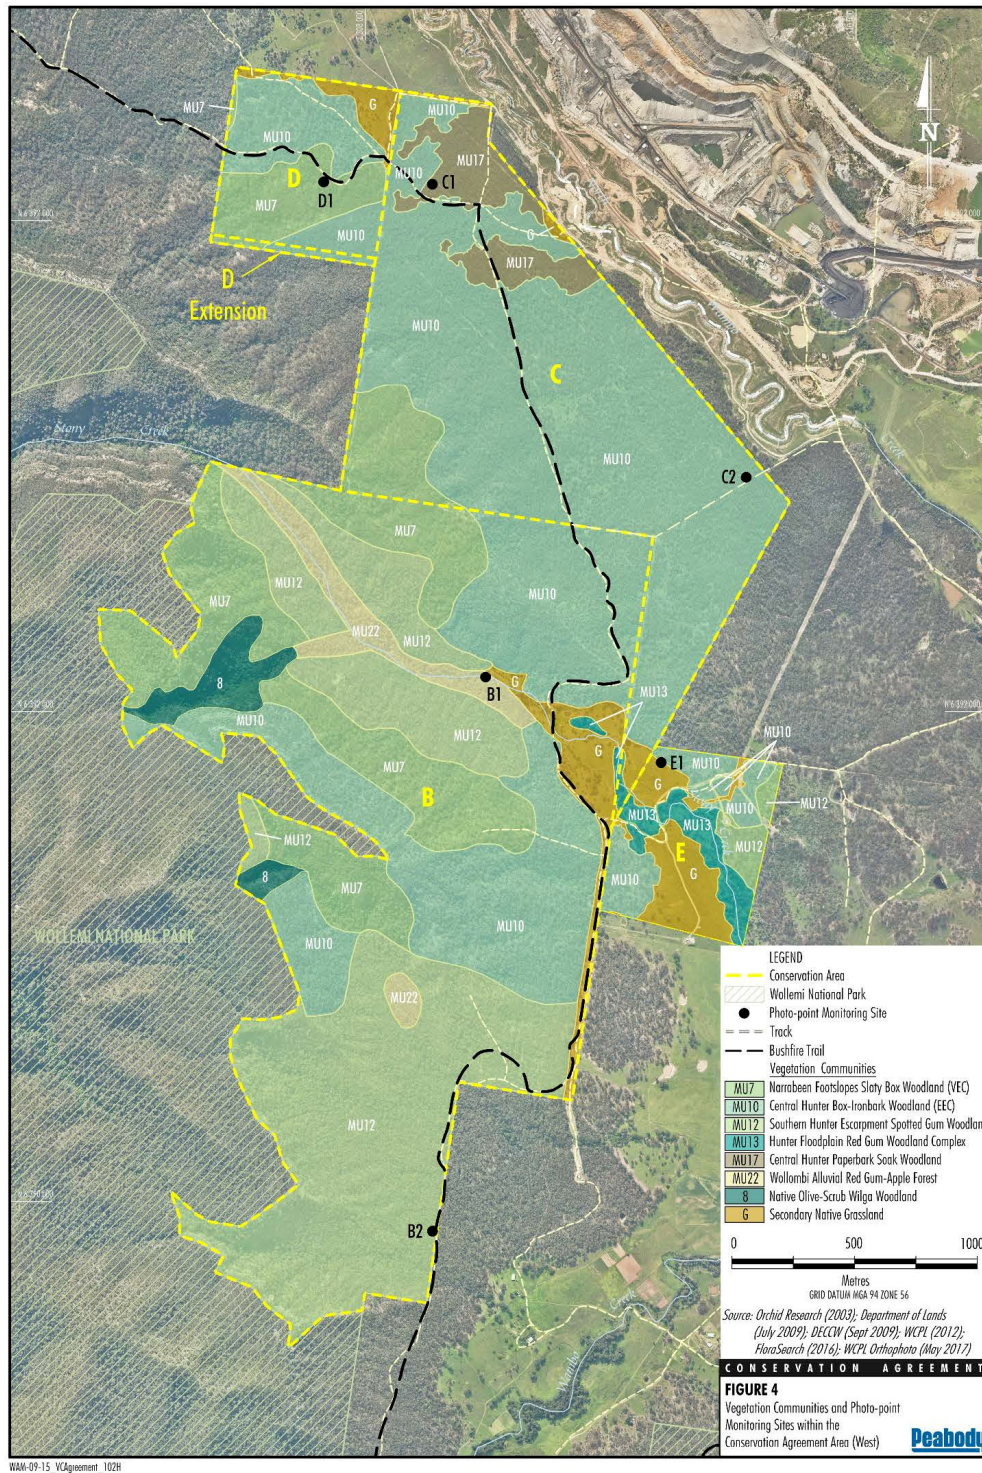 N
MU7
MU10
G
MU10
MU17
MU10
C1
D
D1
MU7
MU10
G
MU17
D
Extension
MU10
C
MU10
C2
Stony
Creek
MU7
MU12
MU10
MU7
MU22
MU12
8
B1
G
MU13
MU10
MU12
G
MU10
MU7
B
E1
MU10
G
MU10
MU12
MU13
MU13
MU12
MU12
E
8
MU7
MU10
G
WOLLEMI NATIONAL PARK
MU10
MU10
MU22
MU12
B2
LEGEND
Conservation Area
Wollemi National Park
Photo-point Monitoring Site
Track
Bushfire Trail
Vegetation Communities
MU7 Narrabeen Footslopes Slaty Box Woodland (VEC)
MU10 Central Hunter Box-Ironbark Woodland (EEC)
MU12 Southern Hunter Escarpment Spotted Gum Woodlan
MU13 Hunter Floodplain Red Gum Woodland Complex
MU17 Central Hunter Paperbark Soak Woodland
MU22 Wollombi Alluvial Red Gum-Apple Forest
8 Native Olive-Scrub Wilga Woodland
G Secondary Native Grassland
0 500 1000
Metres
GRID DATUM MGA 94 ZONE 56
Source: Orchid Research (2003); Department of Lands
(July 2009); DECCW (Sept 2009); WCPL (2012);
FloraSearch (2016); WCPL Orthophoto (May 2017)
CONSERVATION AGREEMENT
FIGURE 4
Vegetation Communities and Photo-point
Monitoring Sites within the
Conservation Agreement Area (West)
Peabody
WAM-09-15 VCAgreement 102H